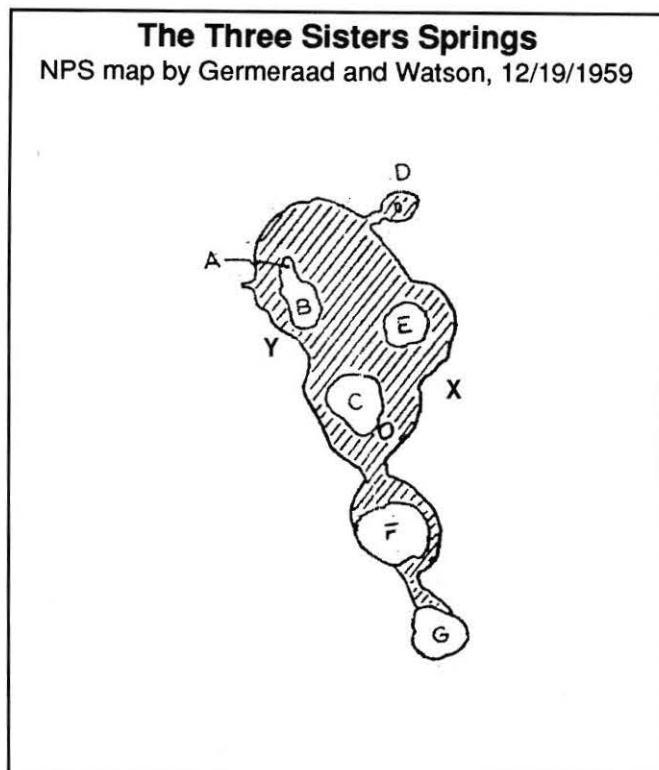 The Three Sisters Springs
NPS map by Germeraad and Watson, 12/19/1959
D
A
B
E
Y
C
X
F
G